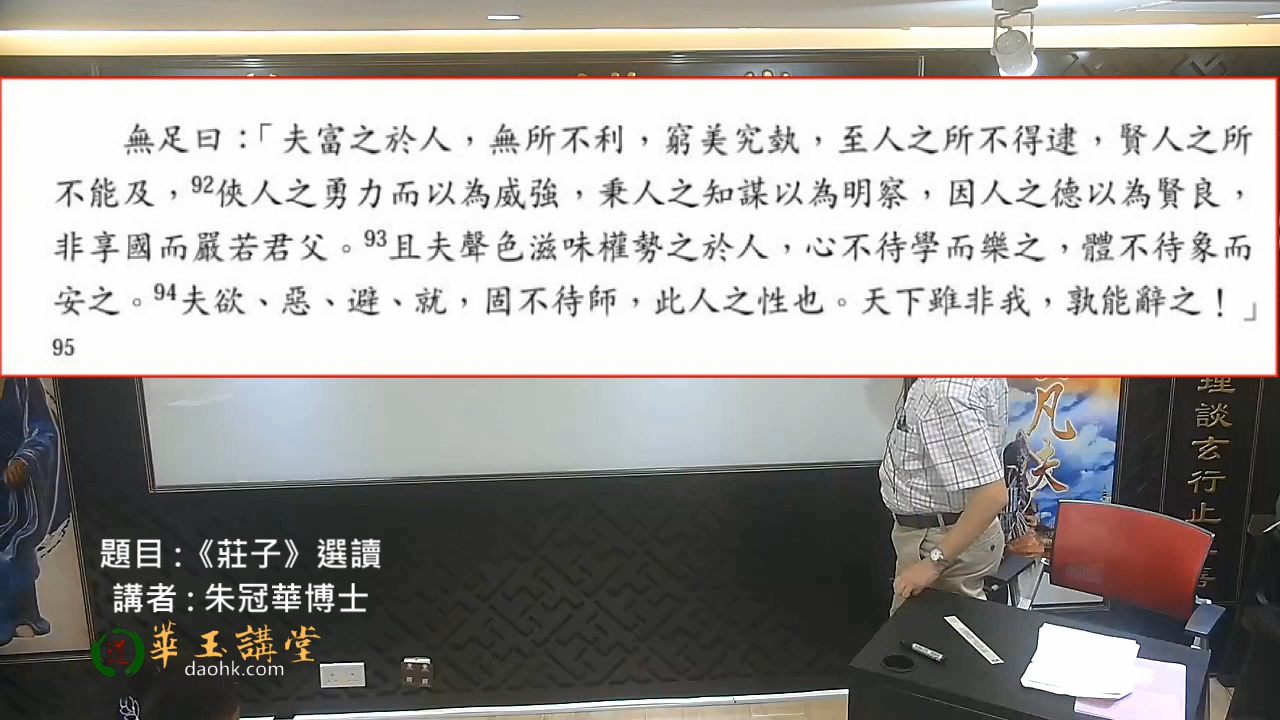 無足曰：「夫富之於人，無所不利，窮美究埶，至人之所不得逮，賢人之所
不能及，92俠人之勇力而以為威強，秉人之知謀以為明察，因人之德以為賢良，
非享國而嚴若君父。93且夫聲色滋味權勢之於人，心不待學而樂之，體不待象而
安之。94夫欲、惡、避、就，固不待師，此人之性也。天下雖非我，孰能辭之！」
95
凡夫
理談玄行止
題目：《莊子》選讀
講者：朱冠華博士
道 華玉講堂
daohk.com